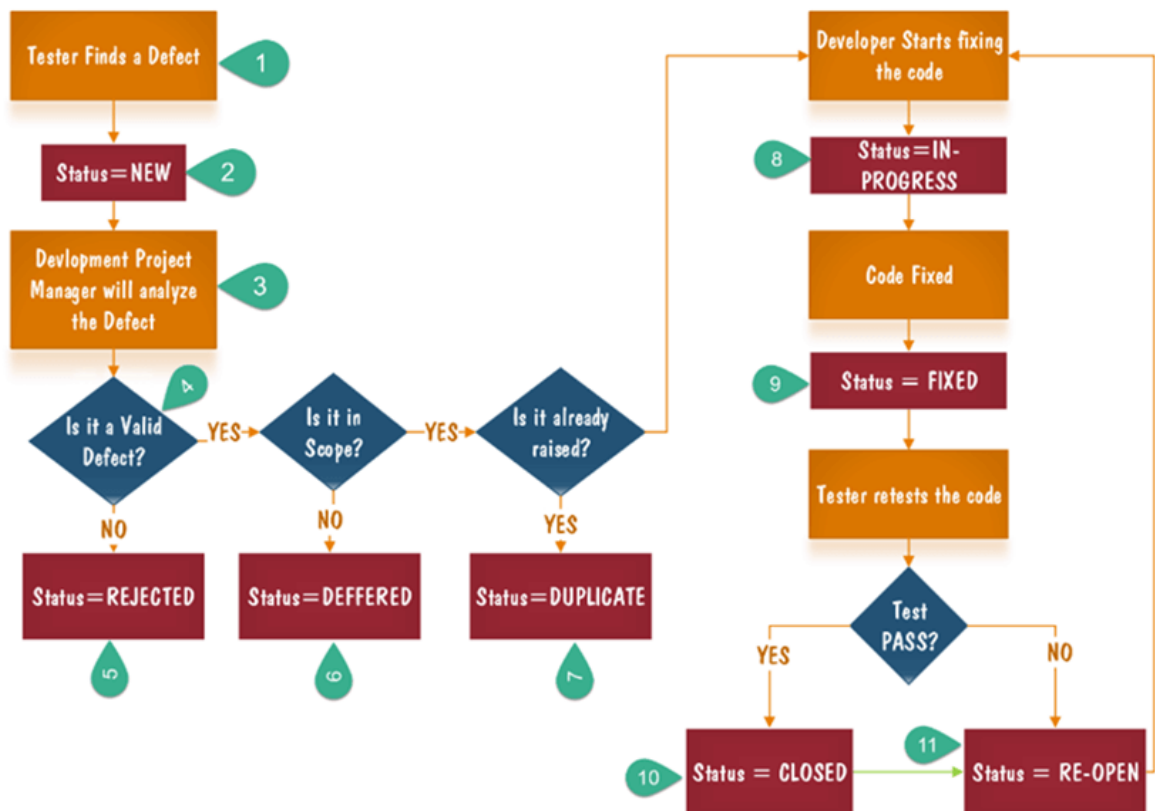 Tester Finds a Defect
1
Status=NEW
2
Devlopment Project
Manager will analyze
the Defect
3
4
Is it a Valid
Defect?
YES
Is it in
Scope?
YES
Is it already
raised?
NO
NO
YES
Status=REJECTED
Status=DEFFERED
Status=DUPLICATE
5
6
7
Developer Starts fixing
the code
8
Status=IN-
PROGRESS
Code Fixed
9
Status = FIXED
Tester retests the code
Test
PASS?
YES
NO
10
Status = CLOSED
11
Status = RE-OPEN